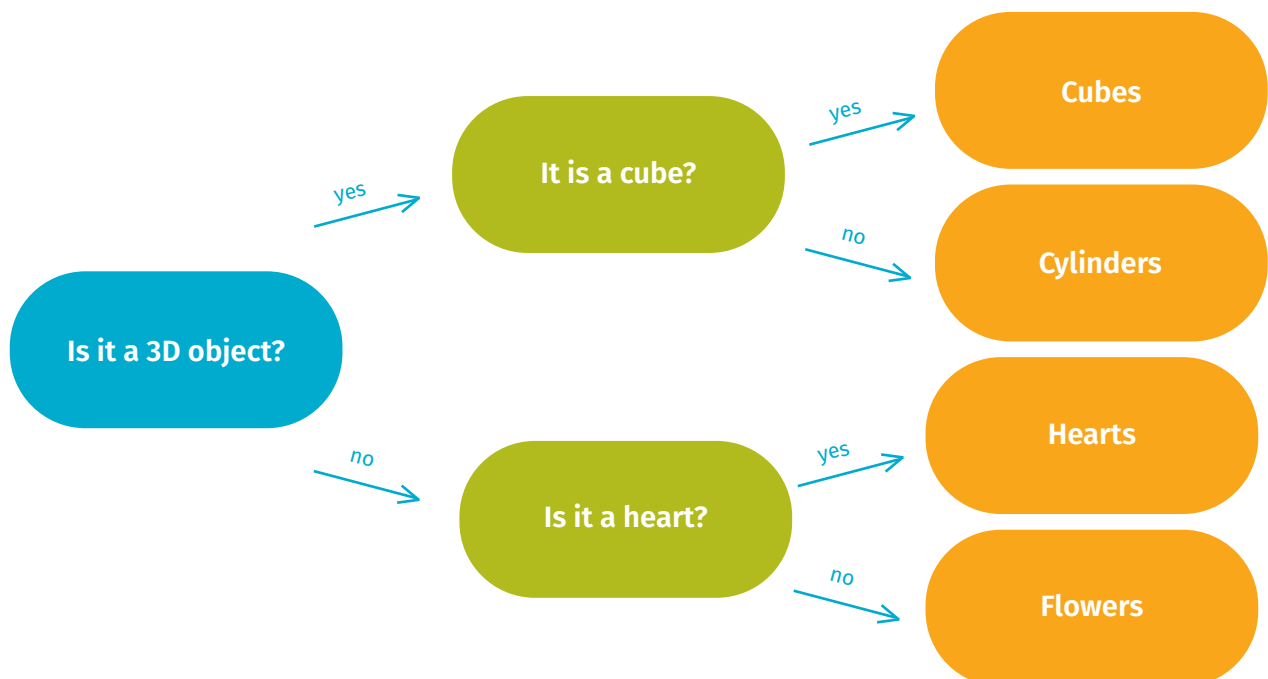 Is it a 3D object?
yes
no
It is a cube?
yes
no
Cubes
Cylinders
Is it a heart?
yes
no
Hearts
Flowers